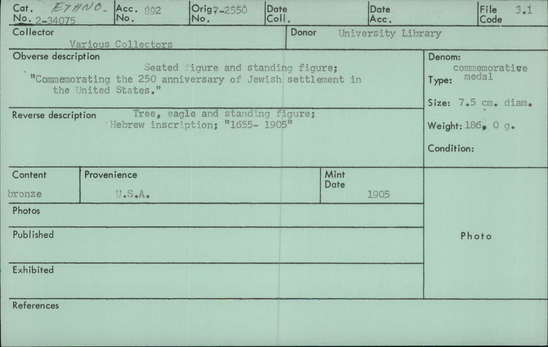 Cat. ETHNO. Acc. 992 Orig. 7-2550 Date Date File 3.1
No. 2-34075 No. No. Coll. Acc. Code
Collector Donor University Library
Various Collectors
Obverse description Seated figure and standing figure; Denom: commemorative
"Commemorating the 250 anniversary of Jewish settlement in Type: medal
the United States."
Size: 7.5 cm. diam.
Reverse description Tree, eagle and standing figure;
Hebrew inscription; "1655- 1905" Weight: 186, 0 g.
Condition:
Content Provenience Mint
bronze U.S.A. Date 1905
Photos
Published Photo
Exhibited
References